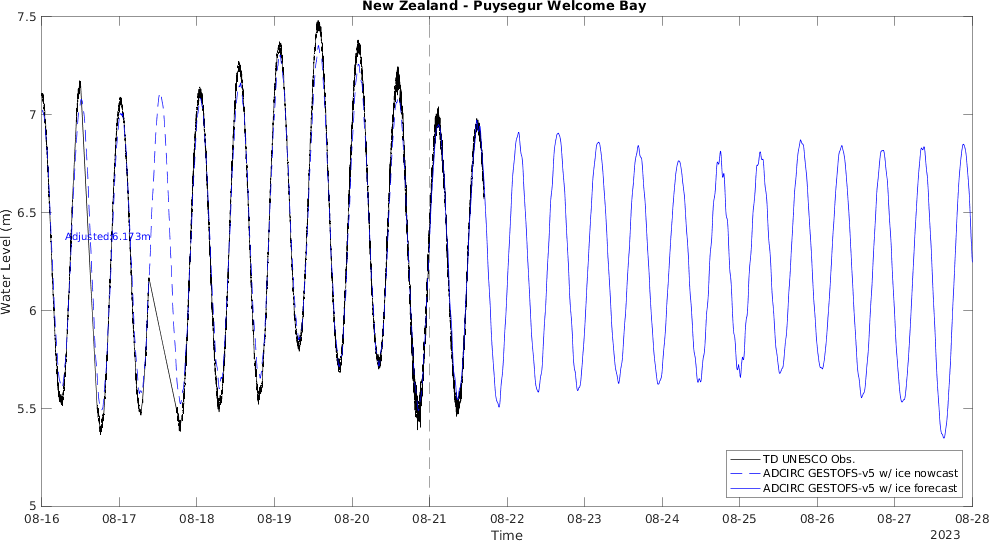 New Zealand - Puysegur Welcome Bay
7.5
7
6.5
6
5.5
5
Water Level (m)
Adjusted:6.173m
TD UNESCO Obs.
ADCIRC GESTOFS-v5 w/ ice nowcast
ADCIRC GESTOFS-v5 w/ ice forecast
08-16 08-17 08-18 08-19 08-20 08-21 08-22 08-23 08-24 08-25 08-26 08-27 08-28
Time
2023